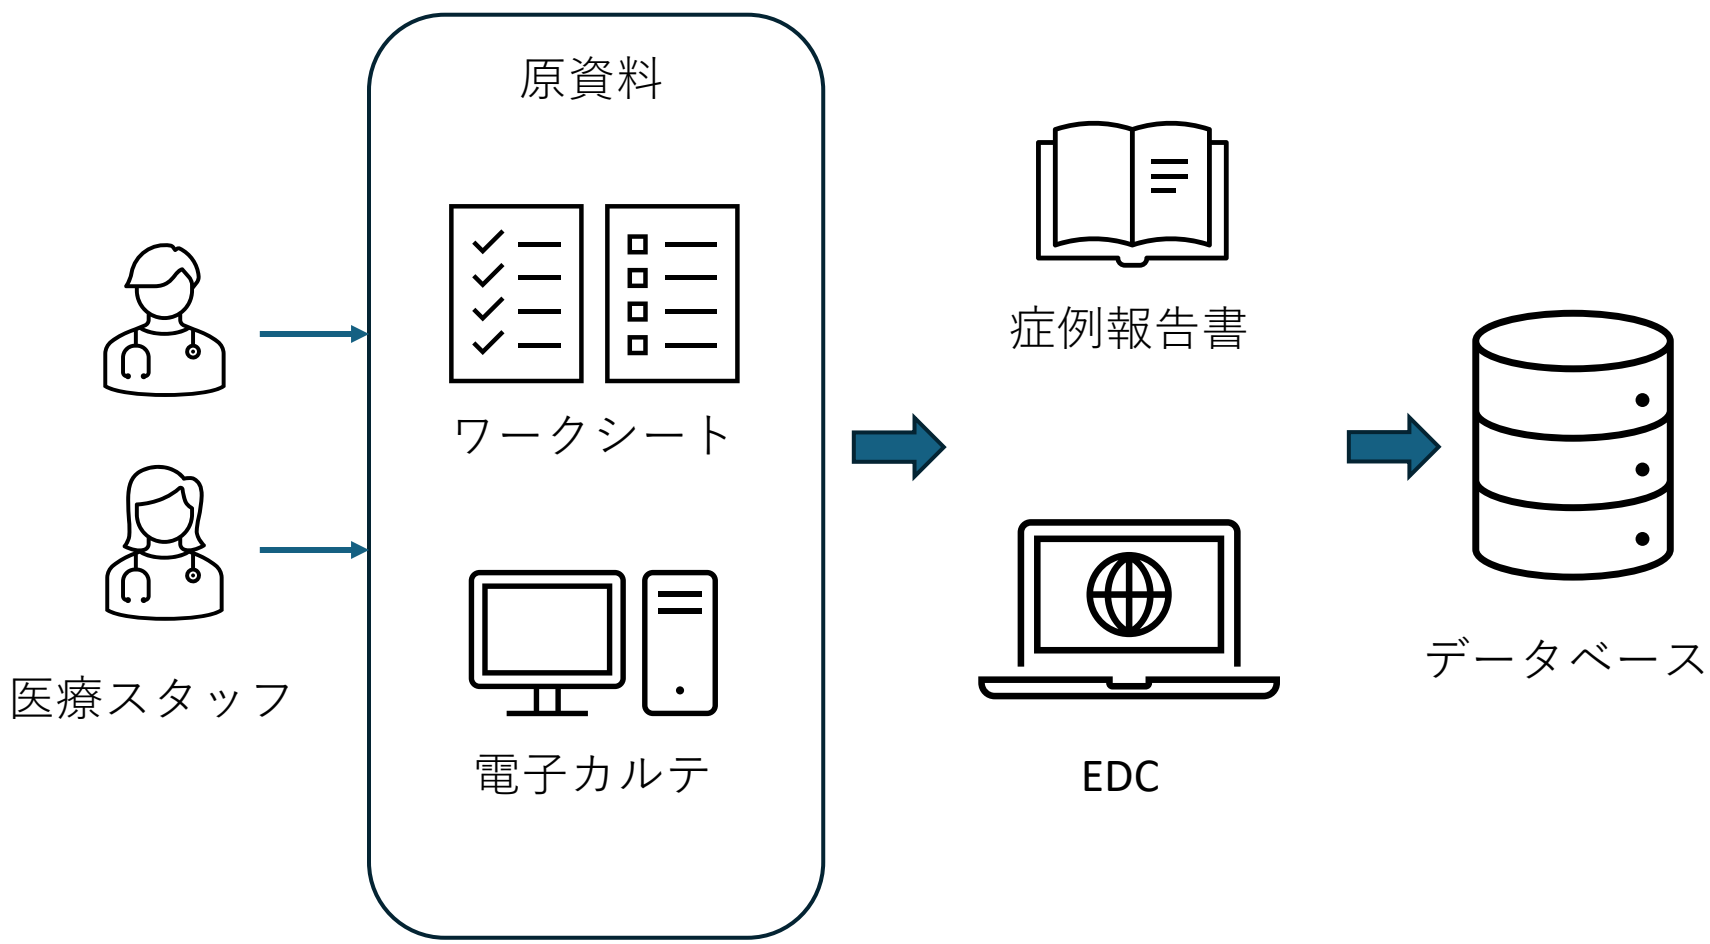 原資料
ワークシート
電子カルテ
医療スタッフ
症例報告書
EDC
データベース